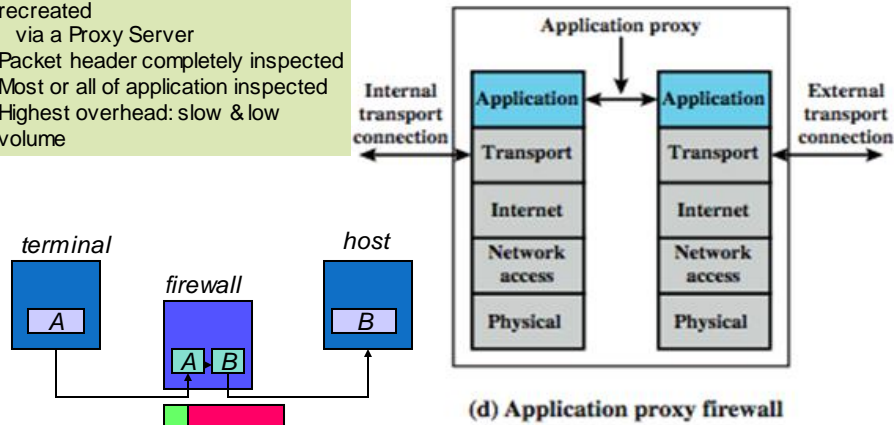 recreated
via a Proxy Server
Packet header completely inspected
Most or all of application inspected
Highest overhead: slow & low
volume
terminal
host
firewall
A
B
A
B
Application proxy
Internal
transport
connection
External
transport
connection
Application
Application
Transport
Transport
Internet
Internet
Network
access
Network
access
Physical
Physical
(d) Application proxy firewall